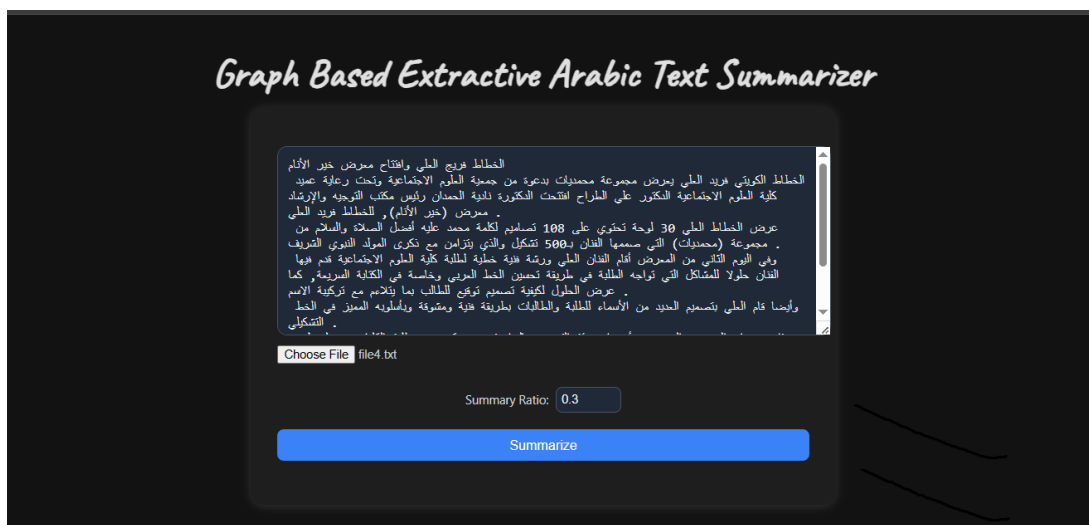 Graph Based Extractive Arabic Text Summarizer
الخطاط فريج العلي وافتتاح معرض خير الأنام
الخطاط الكويتي فريد العلي يعرض مجموعة محمديات بدعوة من جمعية العلوم الاجتماعية وتحت رعاية عميد
كلية العلوم الاجتماعية الدكتور علي الطراح افتتحت الدكتورة نادية الحمدان رئيس مكتب التوجيه والإرشاد
. معرض (خير الأنام), للخطاط فريد العلي
عرض الخطاط العلي 30 لوحة تحتوي على 108 تصاميم لكلمة محمد عليه أفضل الصلاة والسلام من
. مجموعة (محمديات) التي صممها الفنان بـ500 تشكيل والذي يتزامن مع ذكرى المولد النبوي الشريف
وفي اليوم الثاني من المعرض أقام الفنان العلي ورشة فنية خطية لطلبة كلية العلوم الاجتماعية قدم فيها
الفنان حلولا للمشاكل التي تواجه الطلبة في طريقة تحسين الخط العربي وخاصة في الكتابة السريعة, كما
. عرض الحلول لكيفية تصميم توقيع للطالب بما يتلاءم مع تركيبة الاسم
وأيضا قام العلي بتصميم العديد من الأسماء للطلبة والطالبات بطريقة فنية ومشوقة وبأسلوبه المميز في الخط
. التشكيلي
Choose File file4.txt
Summary Ratio: 0.3
Summarize